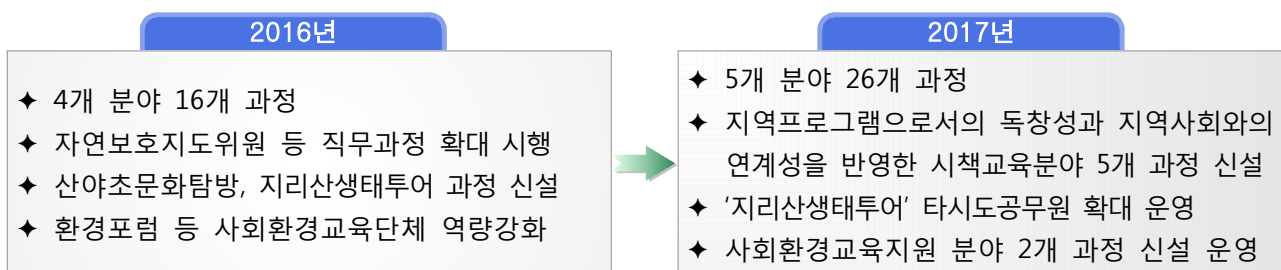 2016년
✦ 4개 분야 16개 과정
✦ 자연보호지도위원 등 직무과정 확대 시행
✦ 산야초문화탐방, 지리산생태투어 과정 신설
✦ 환경포럼 등 사회환경교육단체 역량강화
2017년
✦ 5개 분야 26개 과정
✦ 지역프로그램으로서의 독창성과 지역사회와의
연계성을 반영한 시책교육분야 5개 과정 신설
✦ '지리산생태투어' 타시도공무원 확대 운영
✦ 사회환경교육지원 분야 2개 과정 신설 운영